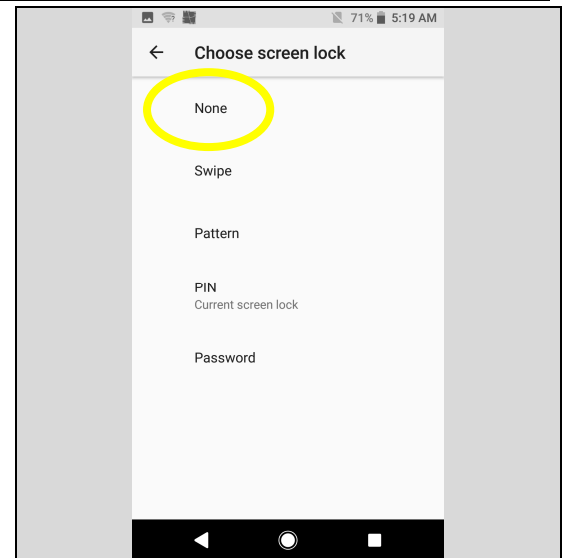 71% 5:19 AM
Choose screen lock
None
Swipe
Pattern
PIN
Current screen lock
Password